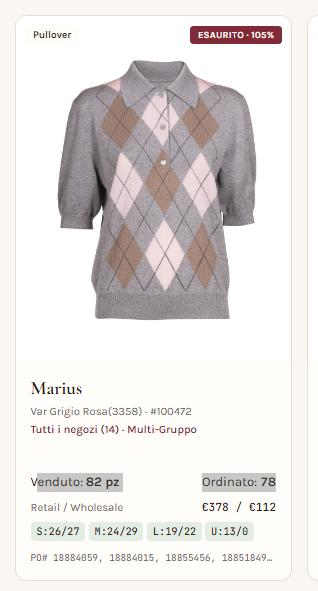 Pullover
ESAURITO · 105%
Marius
Var Grigio Rosa(3358) · #100472
Tutti i negozi (14) · Multi-Gruppo
Venduto: 82 pz
Ordinato: 78
Retail / Wholesale
€378 / €112
S:26/27 M:24/29 L:19/22 U:13/0
PO# 18884059, 18884015, 18855456, 18851849…